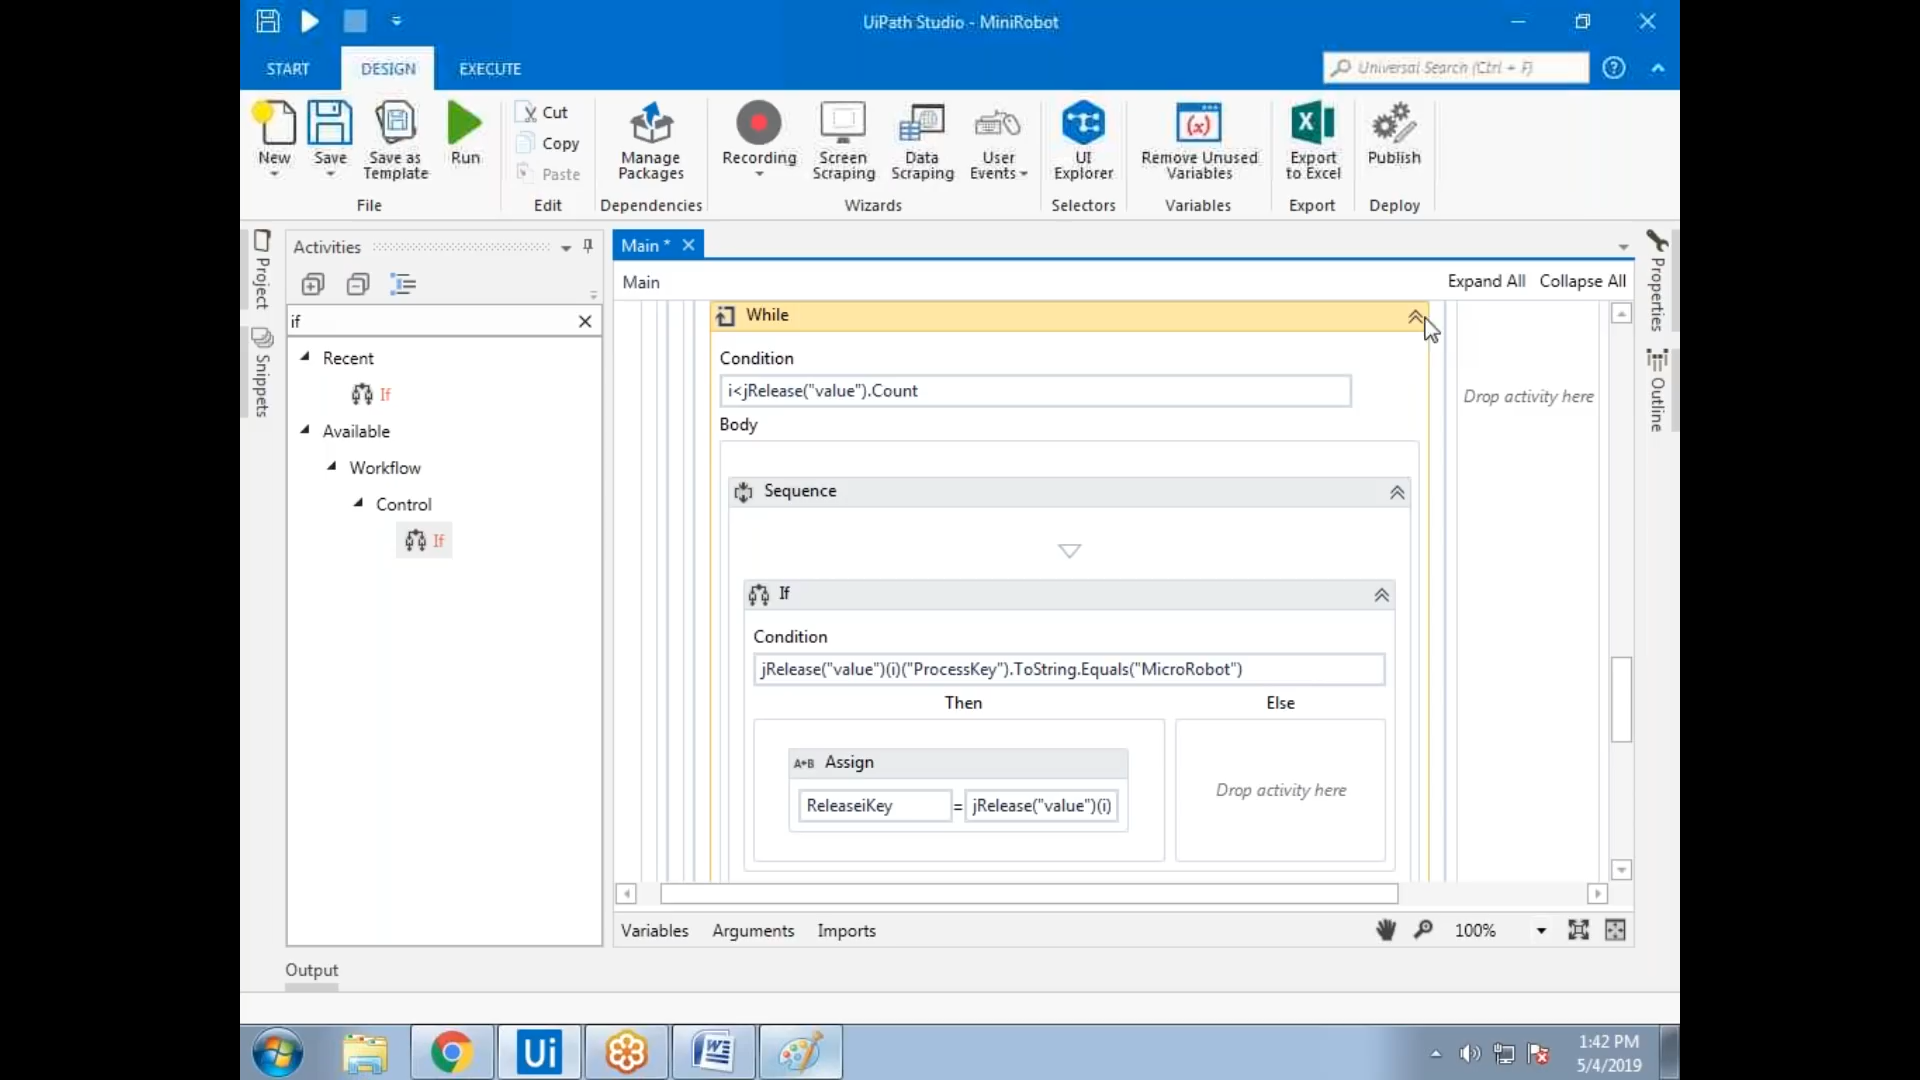 UiPath Studio - MiniRobot
START
DESIGN
EXECUTE
Universal Search (Ctrl + F)
New
Save
Save as
Template
Run
Cut
Copy
Paste
Manage
Packages
Recording
Screen
Scraping
Data
Scraping
User
Events
UI
Explorer
Remove Unused
Variables
Export
to Excel
Publish
File
Edit
Dependencies
Wizards
Selectors
Variables
Export
Deploy
Project
Snippets
Activities
if
Recent
If
Available
Workflow
Control
If
Main *
Main
Expand All
Collapse All
While
Condition
i<jRelease("value").Count
Body
Sequence
If
Condition
jRelease("value")(i)("ProcessKey").ToString.Equals("MicroRobot")
Then
Else
A+B Assign
ReleaseiKey
=
jRelease("value")(i)
Drop activity here
Drop activity here
Properties
Outline
Variables
Arguments
Imports
100%
Output
Ui
1:42 PM
5/4/2019